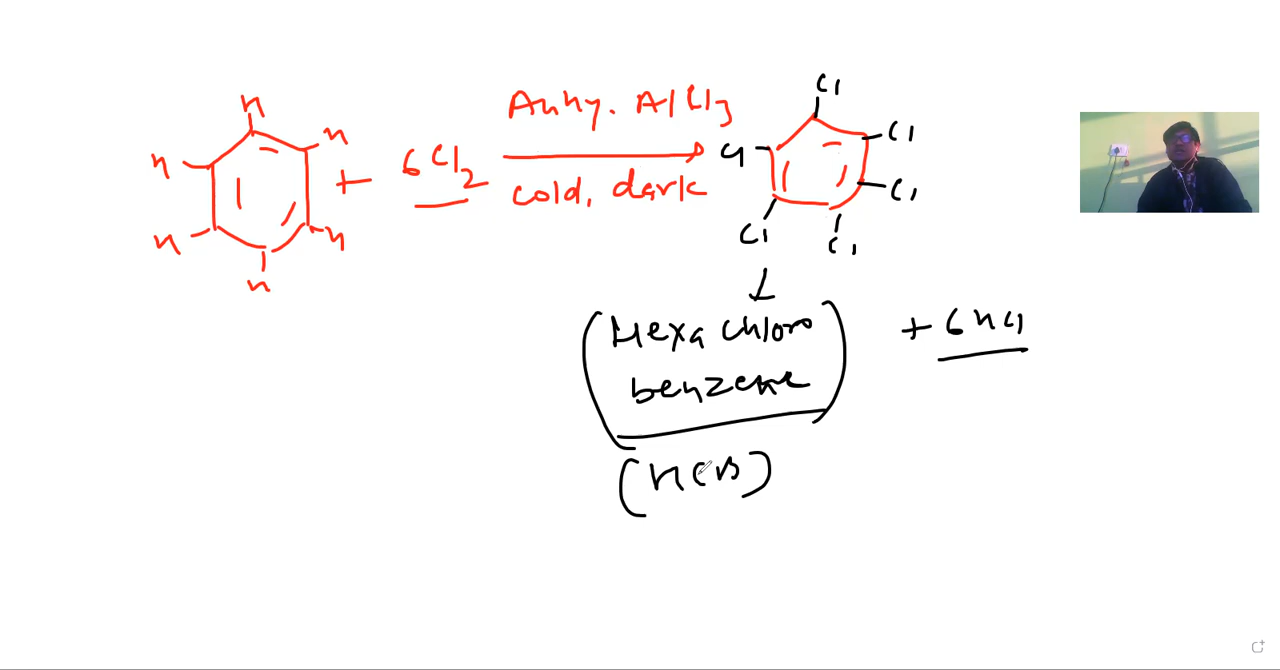 H
H
H
H
H
H
+ 6Cl2
Anhy. AlCl3
cold, dark
Cl
Cl
Cl
Cl
Cl
Cl
(Hexa chloro
benzene)
+ 6HCl
(HCB)